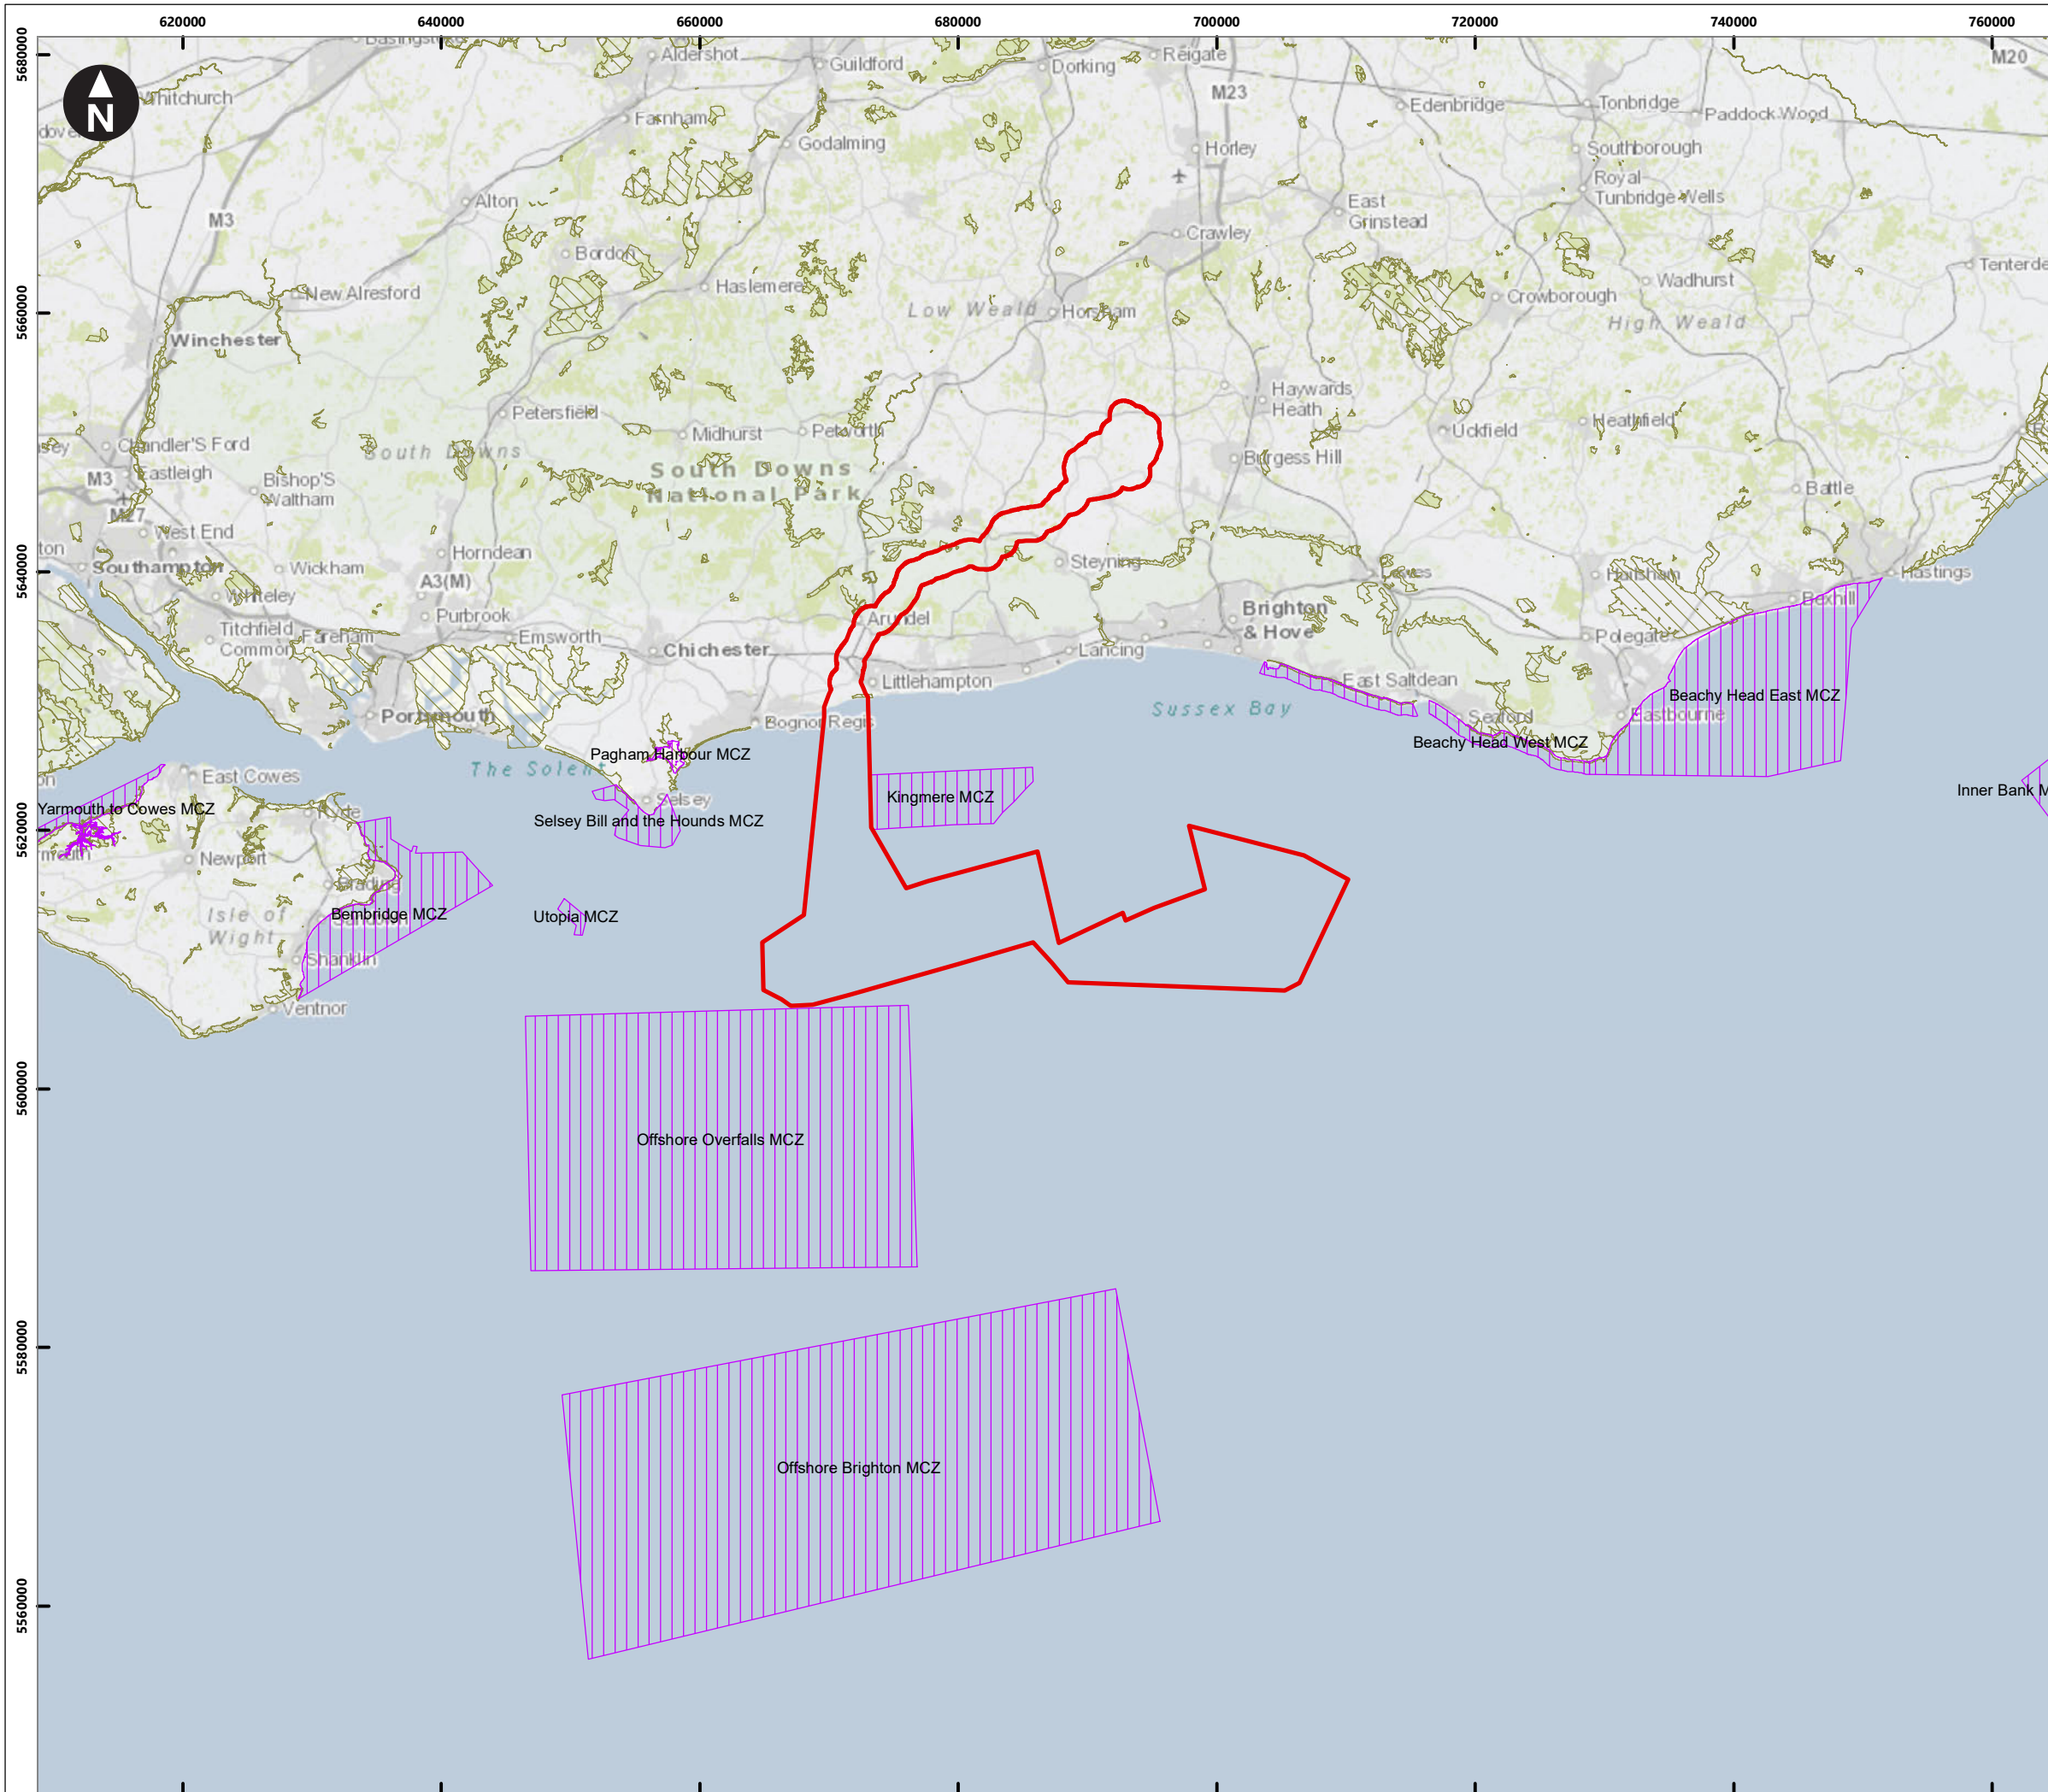 620000 640000 660000 680000 700000 720000 740000 760000
5680000
5660000
5640000
5620000
5600000
5580000
5560000
N
Aldershot
Guildford
Dorking
Reigate
M20
M23
Whitchurch
Farnham
Edenbridge
Tonbridge
Paddock Wood
Godalming
Horley
Southborough
Royal
Tunbridge Wells
M3
Alton
East
Grinstead
Crawley
Bordon
New Alresford
Haslemere
Low Weald
Horsham
Crowborough
Wadhurst
High Weald
Winchester
Haywards
Heath
Petersfield
Midhurst
Petworth
Uckfield
Heathfield
Chandler'S Ford
South Downs
South Downs
National Park
Burgess Hill
M3
Eastleigh
Bishop'S
Waltham
Battle
M27
West End
Horndean
Steyning
Southampton
Wickham
A3(M)
Lewes
Hailsham
Hastings
Whiteley
Purbrook
Arundel
Brighton
& Hove
Bexhill
Titchfield
Common
Fareham
Emsworth
Chichester
Lancing
Polegate
Littlehampton
East Saltdean
Beachy Head East MCZ
Portsmouth
Bognor Regis
Sussex Bay
Seaford
Eastbourne
Beachy Head West MCZ
Pagham Harbour MCZ
The Solent
East Cowes
Kingmere MCZ
Inner Bank M
Selsey
Yarmouth to Cowes MCZ
Ryde
Selsey Bill and the Hounds MCZ
Newport
Brading
Isle of
Wight
Bembridge MCZ
Utopia MCZ
Shanklin
Ventnor
Offshore Overfalls MCZ
Offshore Brighton MCZ